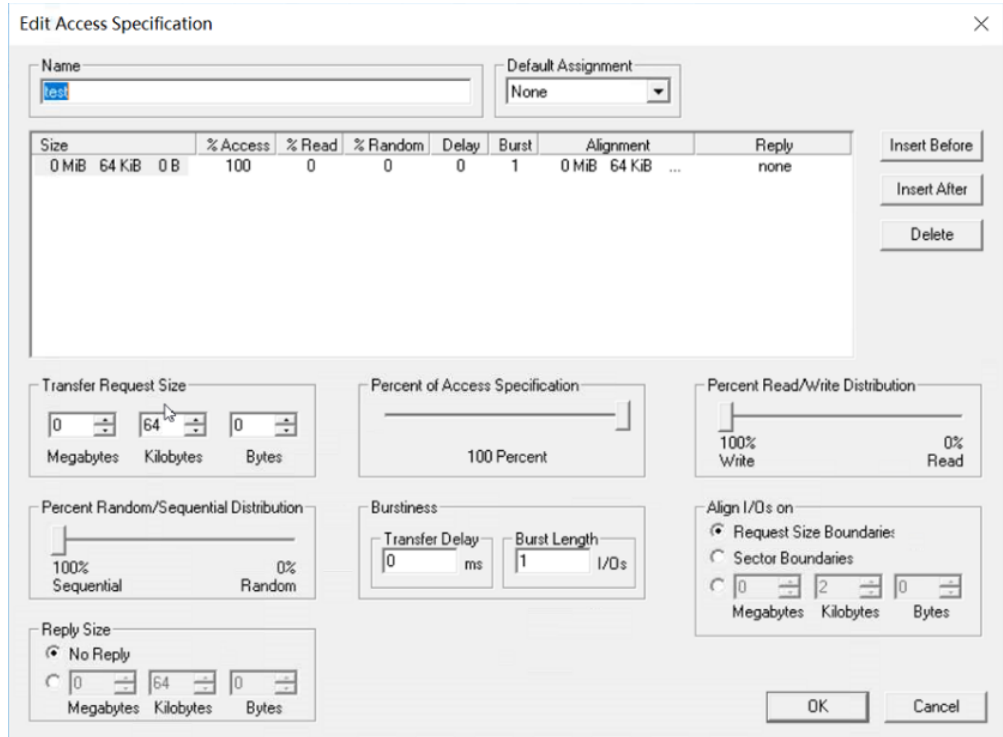 Edit Access Specification
Name
Default Assignment
test
None
Size % Access % Read % Random Delay Burst Alignment Reply
0 MiB 64 KiB 0 B 100 0 0 0 1 0 MiB 64 KiB ... none
Insert Before
Insert After
Delete
Transfer Request Size
0 64 0
Megabytes Kilobytes Bytes
Percent of Access Specification
100 Percent
Percent Read/Write Distribution
100% 0%
Write Read
Percent Random/Sequential Distribution
100% 0%
Sequential Random
Burstiness
Transfer Delay Burst Length
0 ms 1 I/Os
Align I/Os on
Request Size Boundaries
Sector Boundaries
0 2 0
Megabytes Kilobytes Bytes
Reply Size
No Reply
0 64 0
Megabytes Kilobytes Bytes
OK Cancel